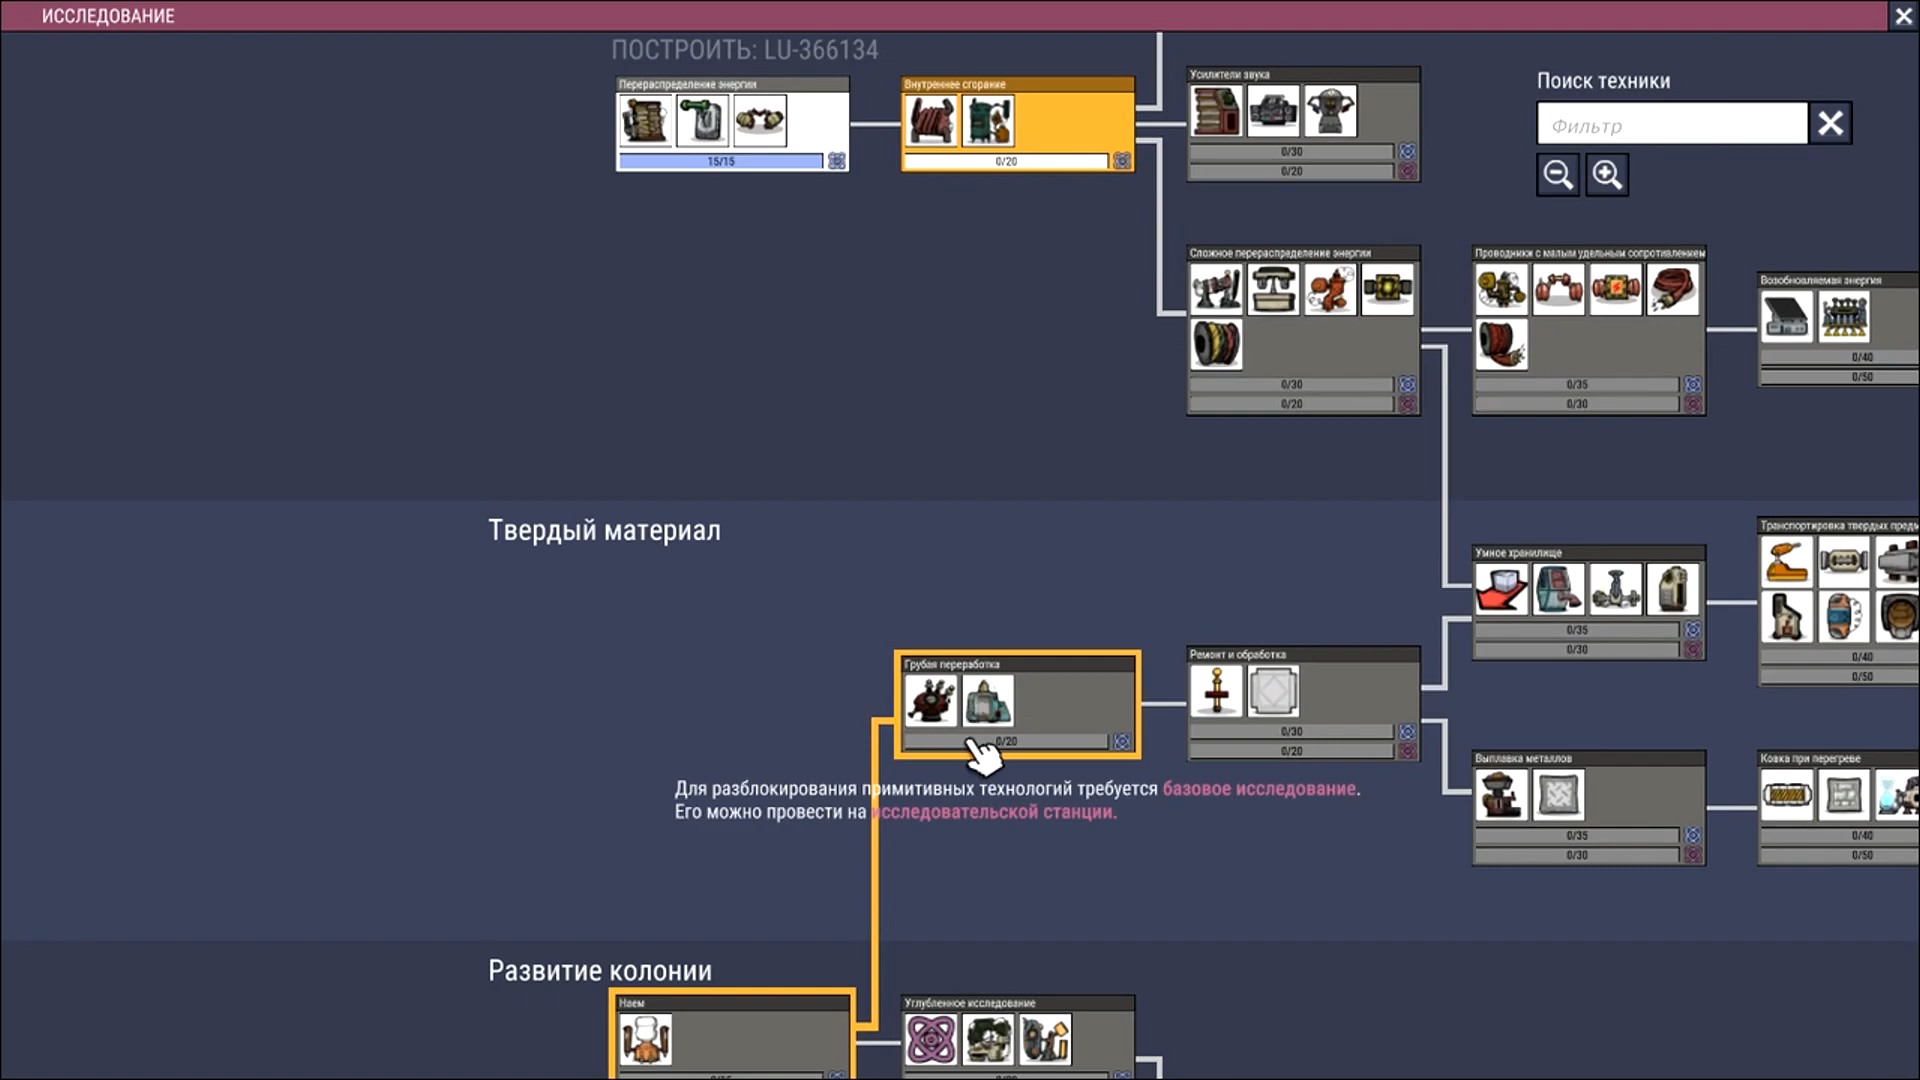 ИССЛЕДОВАНИЕ
ПОСТРОИТЬ: LU-366134
Перераспределение энергии
15/15
Внутреннее сгорание
0/20
Усилители звука
0/30
0/20
Поиск техники
Фильтр
Сложное перераспределение энергии
0/30
0/20
Проводники с малым удельным сопротивлением
0/35
0/30
Возобновляемая энергия
0/40
0/50
Твердый материал
Умное хранилище
0/35
0/30
Транспортировка твердых предм
0/40
0/50
Грубая переработка
0/20
Ремонт и обработка
0/30
0/20
Для разблокирования примитивных технологий требуется базовое исследование.
Его можно провести на исследовательской станции.
Выплавка металлов
0/35
0/30
Ковка при перегреве
0/40
0/50
Развитие колонии
Наем
Углубленное исследование